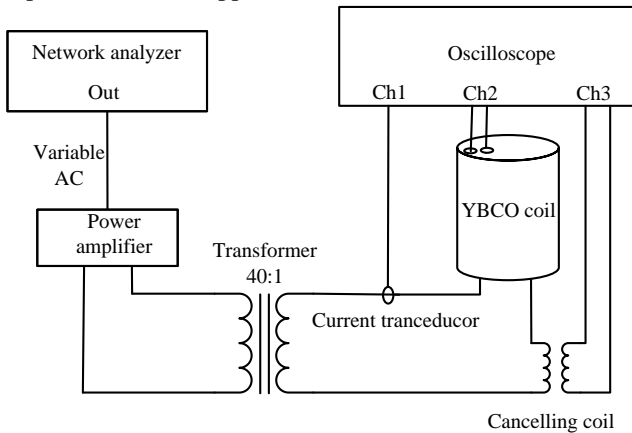 Network analyzer
Out
Variable
AC
Power
amplifier
Transformer
40:1
Oscilloscope
Ch1 Ch2 Ch3
YBCO coil
Current tranceducor
Cancelling coil